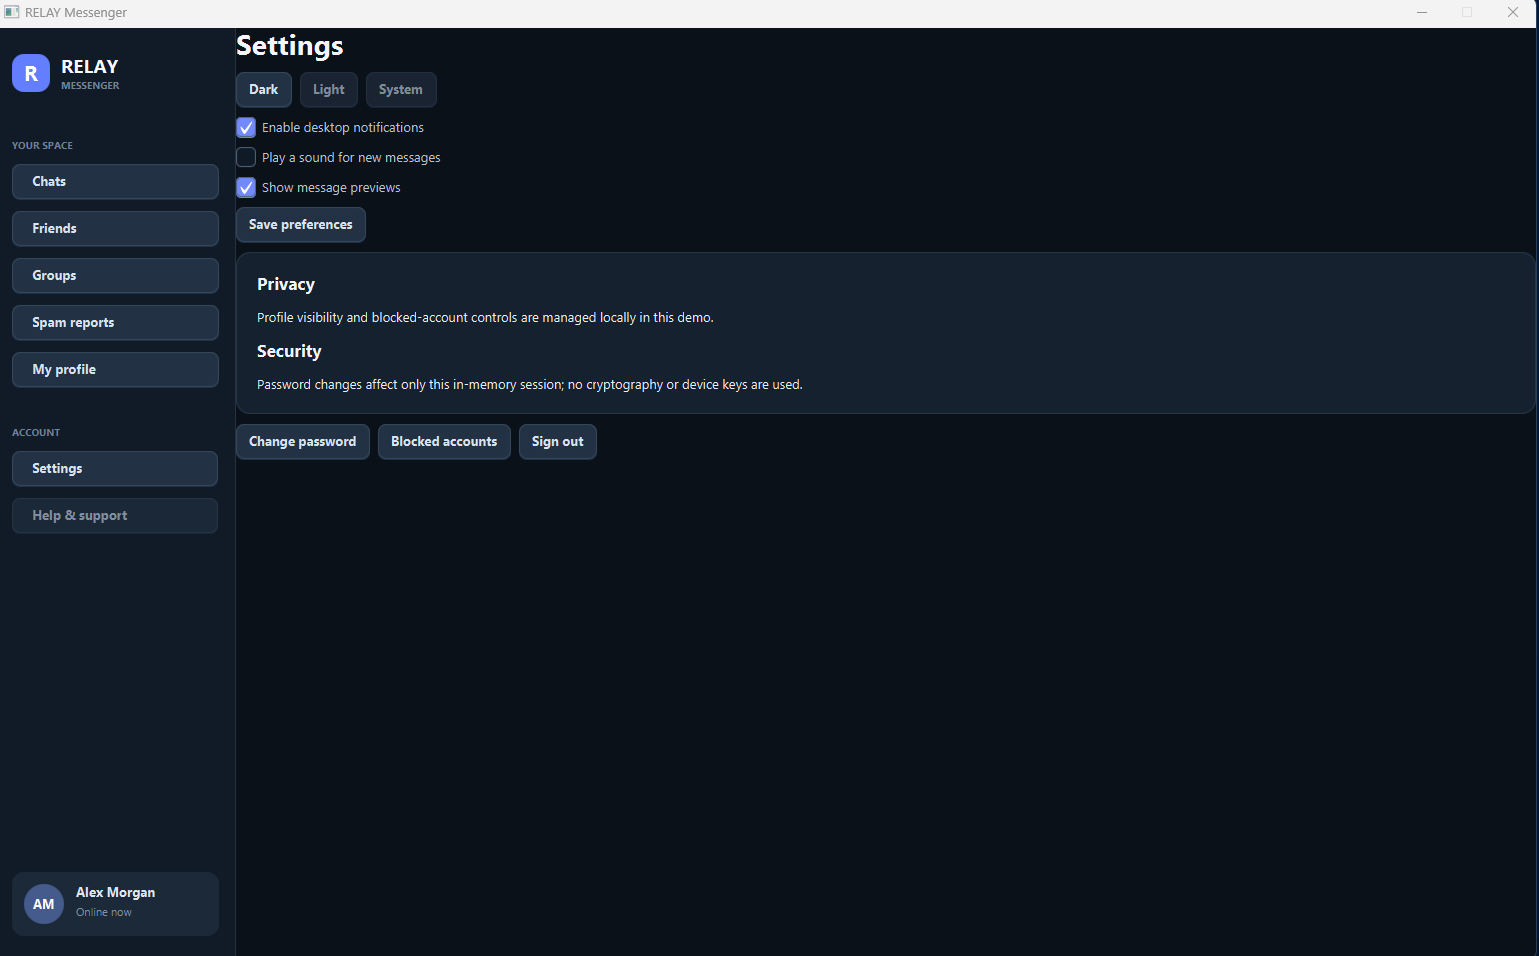 RELAY Messenger
R
RELAY
MESSENGER
YOUR SPACE
Chats
Friends
Groups
Spam reports
My profile
ACCOUNT
Settings
Help & support
AM
Alex Morgan
Online now
Settings
Dark Light System
Enable desktop notifications
Play a sound for new messages
Show message previews
Save preferences
Privacy
Profile visibility and blocked-account controls are managed locally in this demo.
Security
Password changes affect only this in-memory session; no cryptography or device keys are used.
Change password Blocked accounts Sign out